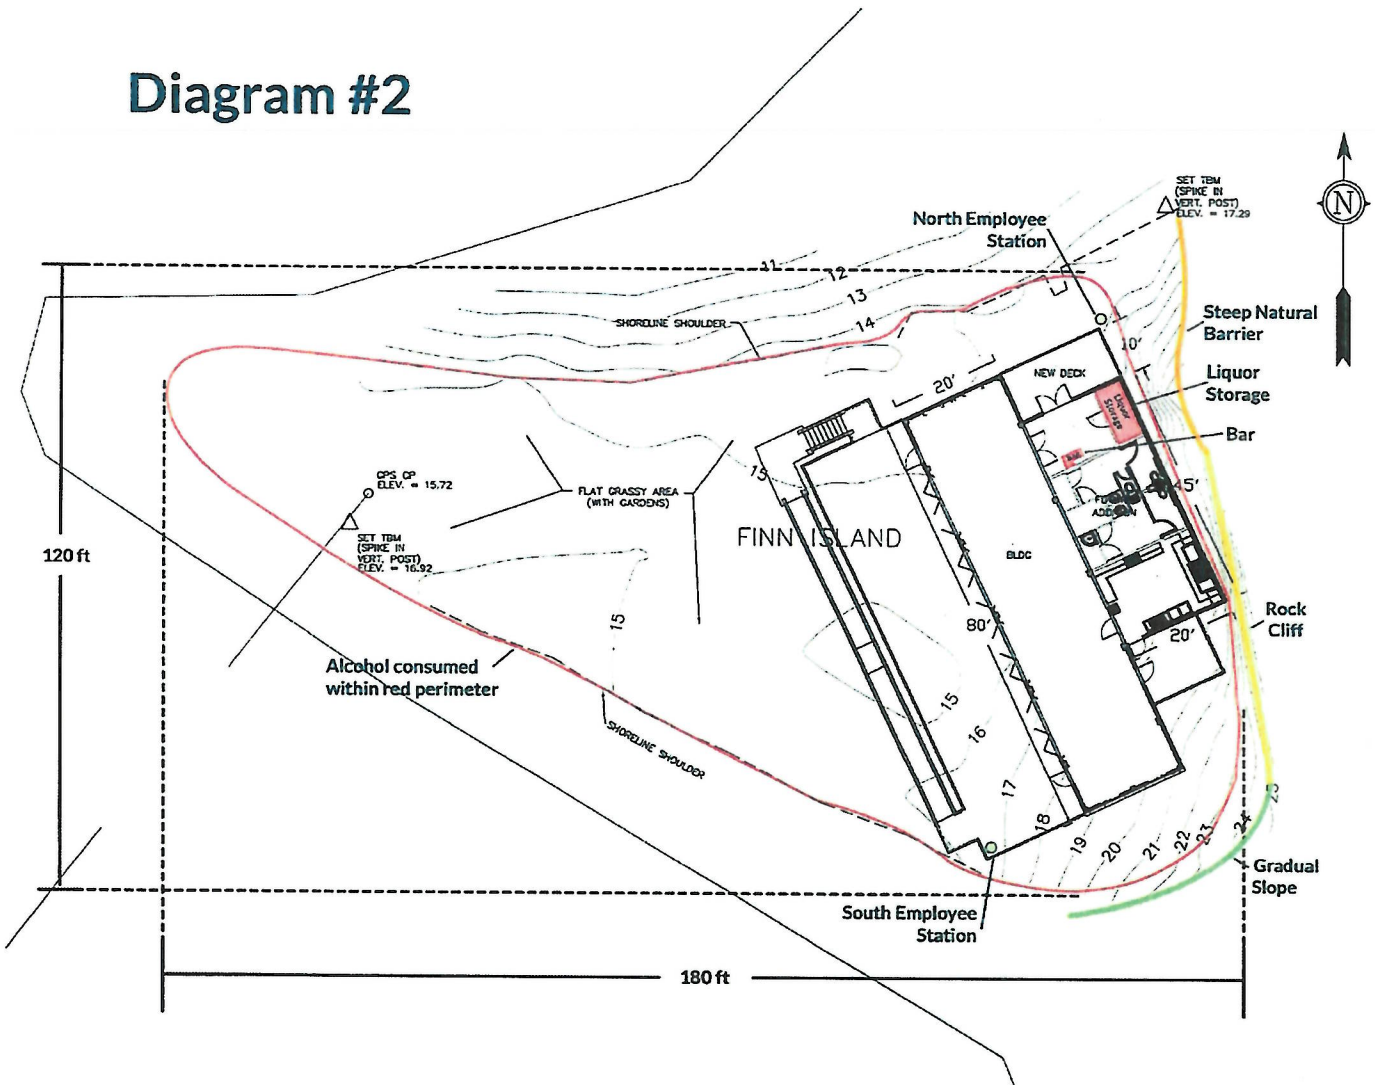 Diagram #2
SET TBM
(SPIKE IN
VERT. POST)
ELEV. = 17.29
N
North Employee
Station
11
12
13
14
SHORELINE SHOULDER
Steep Natural
Barrier
10'
NEW DECK
20'
Liquor
Storage
Liquor
Storage
Bar
15
45'
GPS CP
ELEV. = 15.72
FLAT GRASSY AREA
(WITH GARDENS)
SET TBM
(SPIKE IN
VERT. POST)
ELEV. = 16.92
FINN ISLAND
BLDG
120 ft
15
80'
20'
Rock
Cliff
Alcohol consumed
within red perimeter
SHORELINE SHOULDER
15
16
17
18
19
20
21
22
23
24
25
Gradual
Slope
South Employee
Station
180 ft